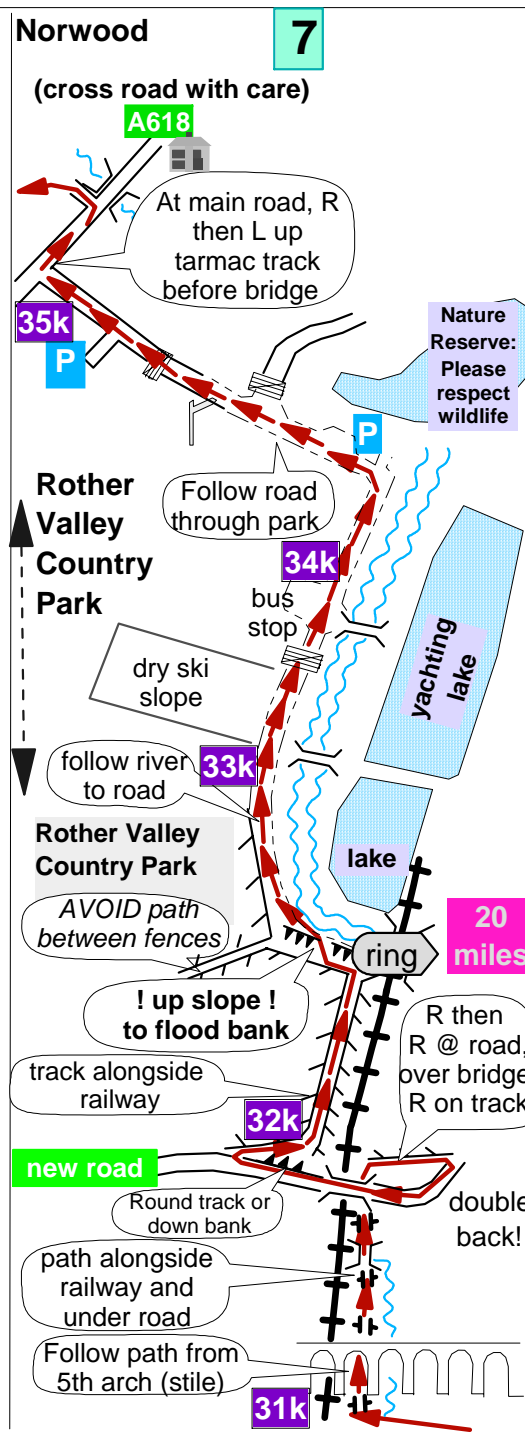 Norwood
7
(cross road with care)
A618
At main road, R
then L up
tarmac track
before bridge
35k
P
Nature
Reserve:
Please
respect
wildlife
P
Follow road
through park
Rother
Valley
Country
Park
34k
bus
stop
yachting
lake
dry ski
slope
follow river
to road
33k
Rother Valley
Country Park
lake
AVOID path
between fences
20
miles
ring
! up slope !
to flood bank
R then
R @ road,
over bridge
R on track
track alongside
railway
32k
new road
Round track or
down bank
double
back!
path alongside
railway and
under road
Follow path from
5th arch (stile)
31k